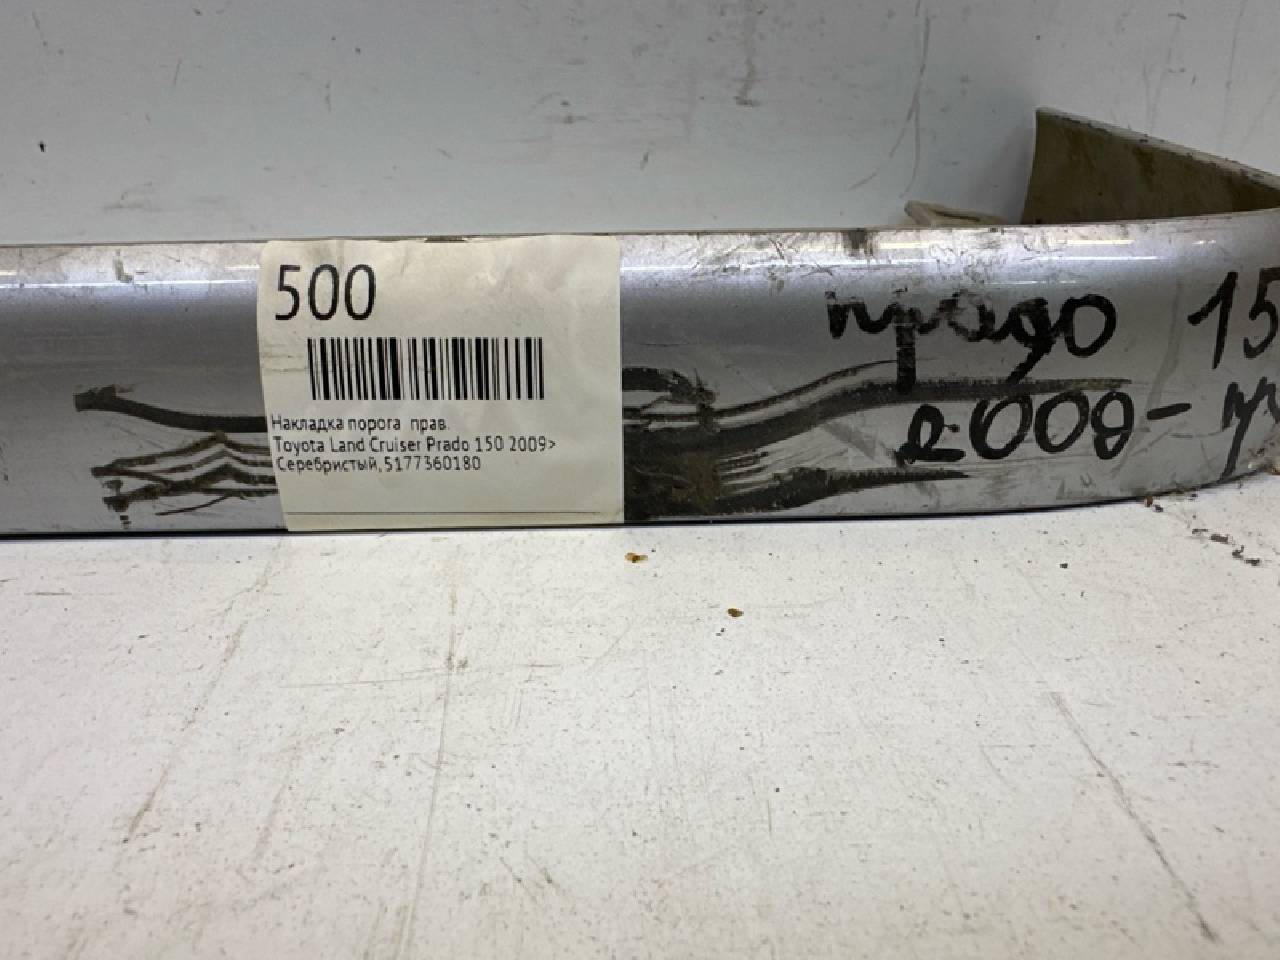 500
Накладка порога прав.
Toyota Land Cruiser Prado 150 2009>
Серебристый,5177360180
прадо 15
2009-